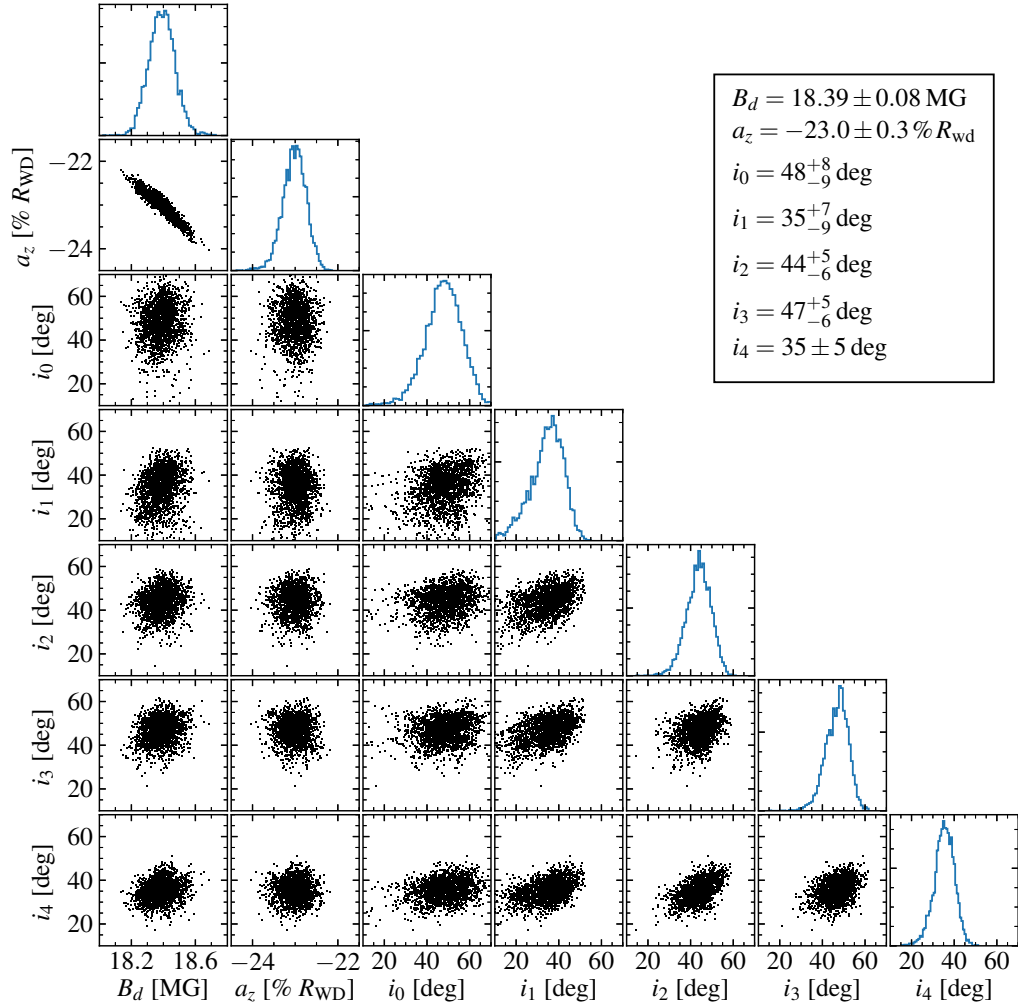 B_d = 18.39 ± 0.08 MG
a_z = −23.0 ± 0.3 % R_wd
i_0 = 48^{+8}_{−9} deg
i_1 = 35^{+7}_{−9} deg
i_2 = 44^{+5}_{−6} deg
i_3 = 47^{+5}_{−6} deg
i_4 = 35 ± 5 deg
a_z [% R_WD]
−22
−24
i_0 [deg]
60
40
20
i_1 [deg]
60
40
20
i_2 [deg]
60
40
20
i_3 [deg]
60
40
20
i_4 [deg]
60
40
20
18.2 18.6 −24 −22 20 40 60 20 40 60 20 40 60 20 40 60 20 40 60
B_d [MG] a_z [% R_WD] i_0 [deg] i_1 [deg] i_2 [deg] i_3 [deg] i_4 [deg]